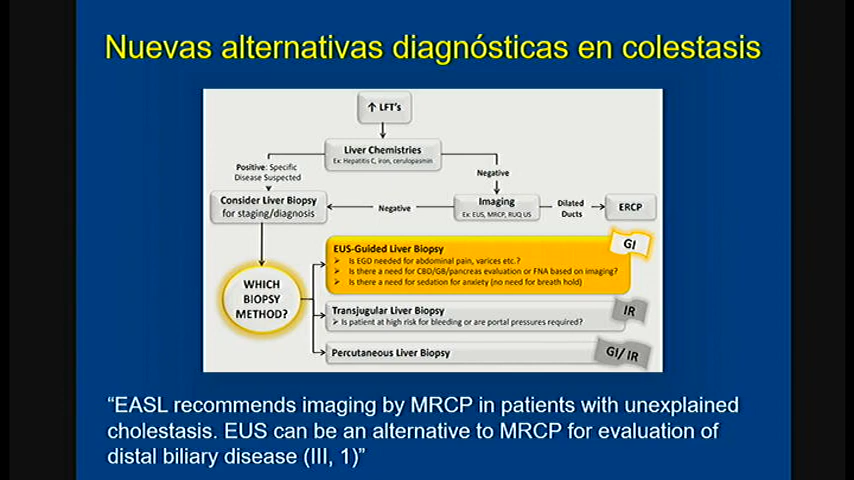 Nuevas alternativas diagnósticas en colestasis
↑ LFT's
Liver Chemistries
Ex: Hepatitis C, iron, cerulopasmin
Positive: Specific
Disease Suspected
Negative
Consider Liver Biopsy
for staging/diagnosis
Negative
Imaging
Ex: EUS, MRCP, RUQ US
Dilated
Ducts
ERCP
WHICH
BIOPSY
METHOD?
EUS-Guided Liver Biopsy
GI
➢ Is EGD needed for abdominal pain, varices etc.?
➢ Is there a need for CBD/GB/pancreas evaluation or FNA based on imaging?
➢ Is there a need for sedation for anxiety (no need for breath hold)
Transjugular Liver Biopsy
IR
➢ Is patient at high risk for bleeding or are portal pressures required?
Percutaneous Liver Biopsy
GI/ IR
“EASL recommends imaging by MRCP in patients with unexplained
cholestasis. EUS can be an alternative to MRCP for evaluation of
distal biliary disease (III, 1)”